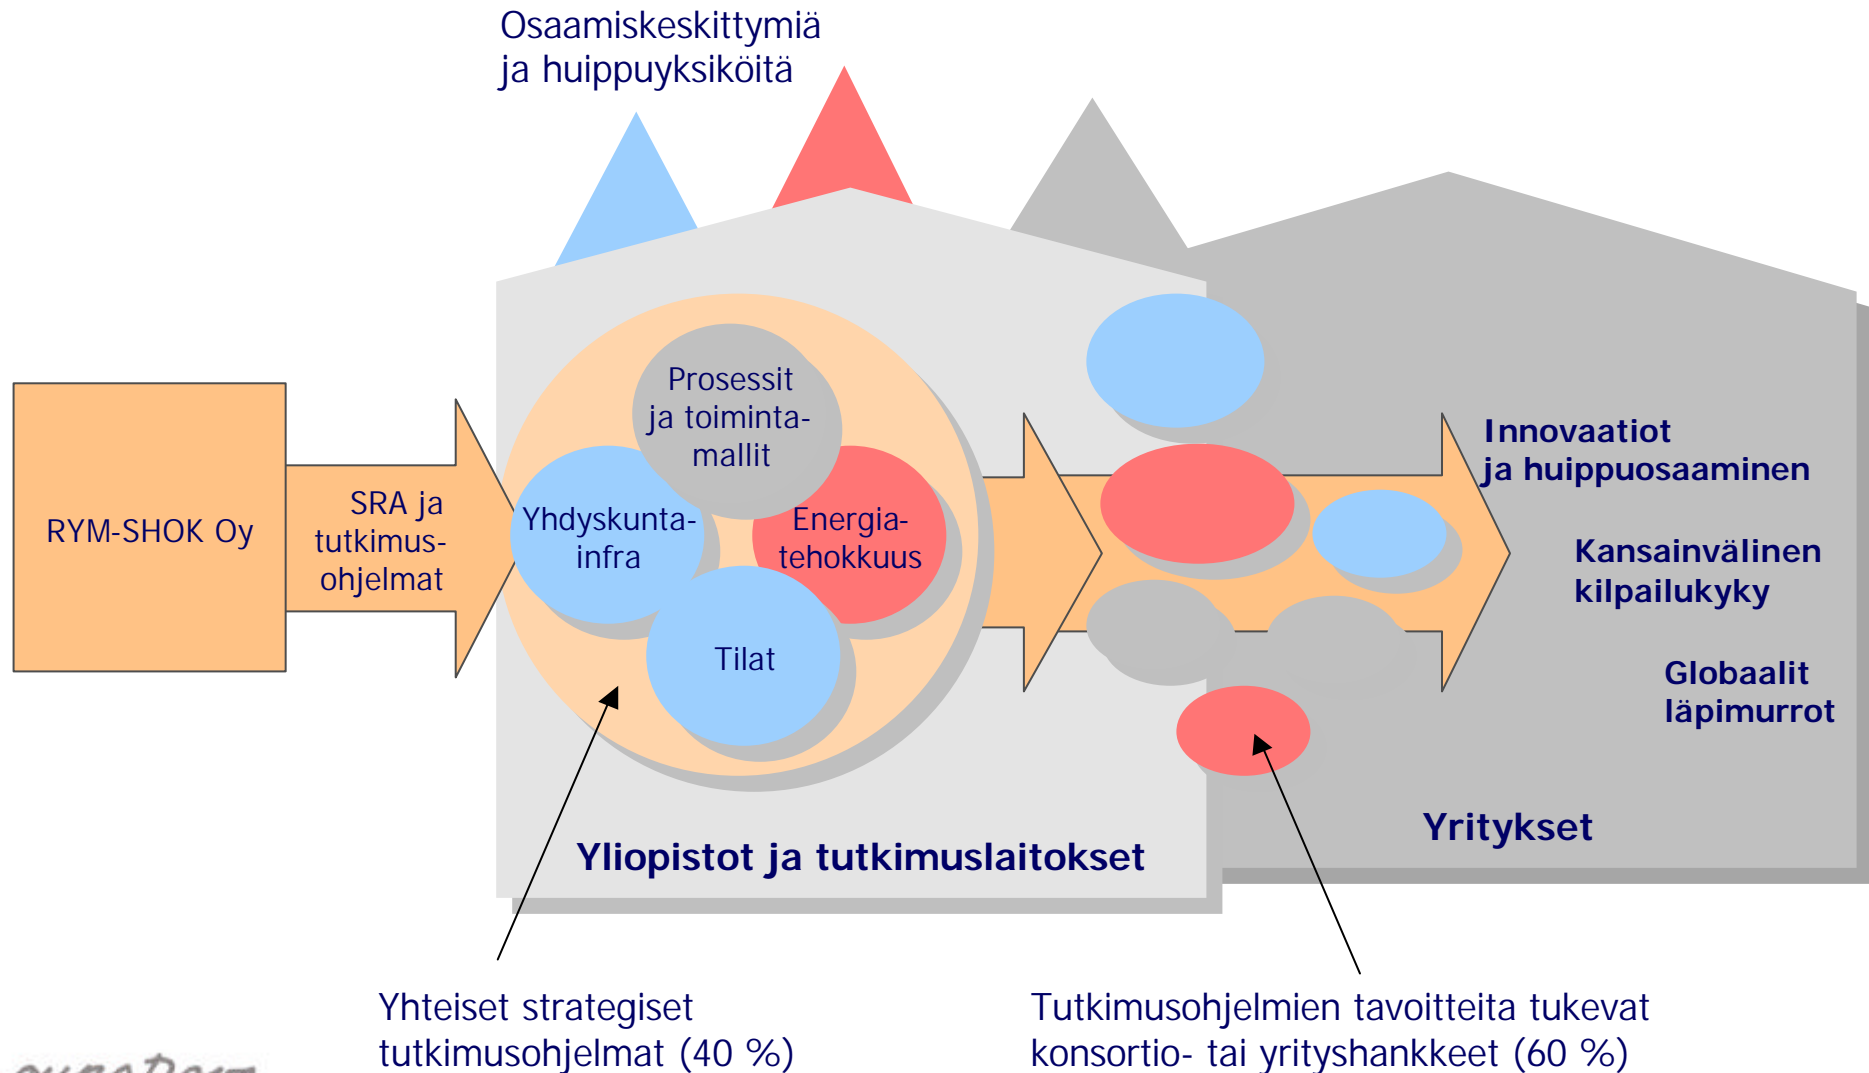 Osaamiskeskittymiä
ja huippuyksiköitä
Prosessit
ja toiminta-
mallit
RYM-SHOK Oy
SRA ja
tutkimus-
ohjelmat
Yhdyskunta-
infra
Energia-
tehokkuus
Tilat
Innovaatiot
ja huippuosaaminen
Kansainvälinen
kilpailukyky
Globaalit
läpimurrot
Yliopistot ja tutkimuslaitokset
Yritykset
Yhteiset strategiset
tutkimusohjelmat (40 %)
Tutkimusohjelmien tavoitteita tukevat
konsortio- tai yrityshankkeet (60 %)